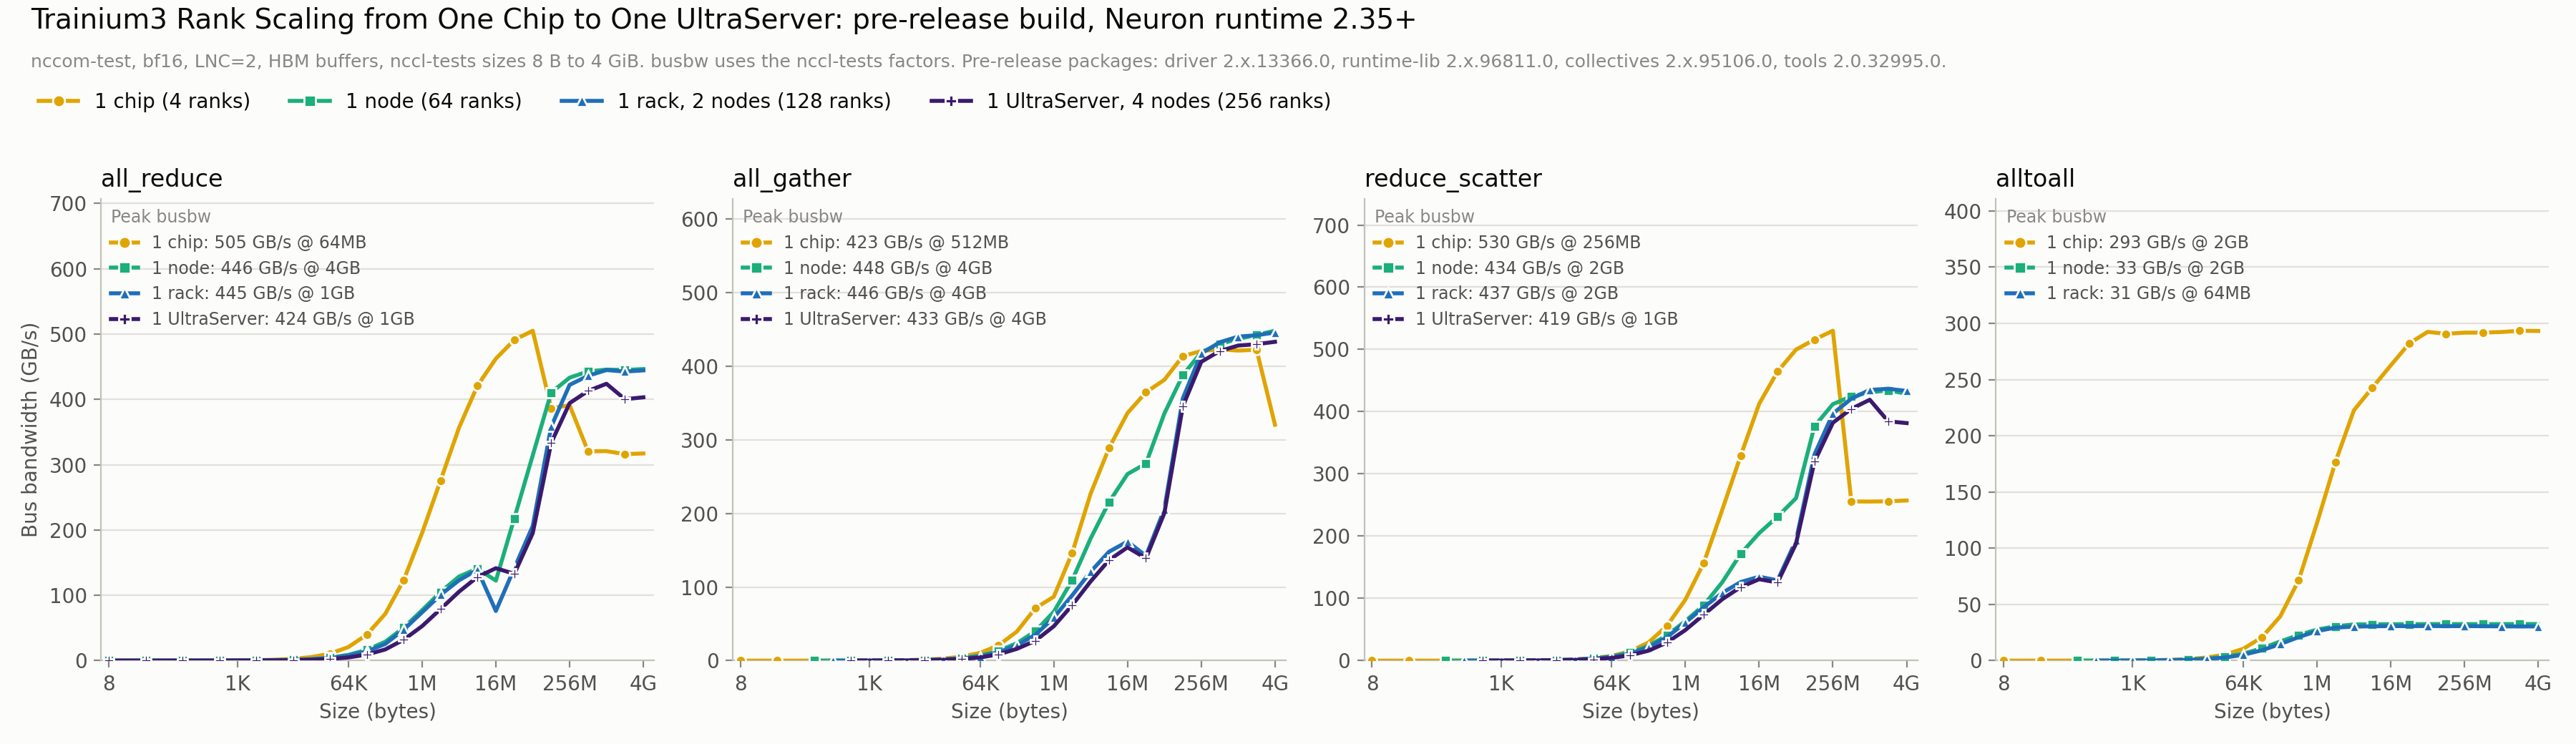 Trainium3 Rank Scaling from One Chip to One UltraServer: pre-release build, Neuron runtime 2.35+
nccom-test, bf16, LNC=2, HBM buffers, nccl-tests sizes 8 B to 4 GiB. busbw uses the nccl-tests factors. Pre-release packages: driver 2.x.13366.0, runtime-lib 2.x.96811.0, collectives 2.x.95106.0, tools 2.0.32995.0.
1 chip (4 ranks) 1 node (64 ranks) 1 rack, 2 nodes (128 ranks) 1 UltraServer, 4 nodes (256 ranks)
all_reduce
Bus bandwidth (GB/s)
700
600
500
400
300
200
100
0
Peak busbw
1 chip: 505 GB/s @ 64MB
1 node: 446 GB/s @ 4GB
1 rack: 445 GB/s @ 1GB
1 UltraServer: 424 GB/s @ 1GB
8 1K 64K 1M 16M 256M 4G
Size (bytes)
all_gather
600
500
400
300
200
100
0
Peak busbw
1 chip: 423 GB/s @ 512MB
1 node: 448 GB/s @ 4GB
1 rack: 446 GB/s @ 4GB
1 UltraServer: 433 GB/s @ 4GB
8 1K 64K 1M 16M 256M 4G
Size (bytes)
reduce_scatter
700
600
500
400
300
200
100
0
Peak busbw
1 chip: 530 GB/s @ 256MB
1 node: 434 GB/s @ 2GB
1 rack: 437 GB/s @ 2GB
1 UltraServer: 419 GB/s @ 1GB
8 1K 64K 1M 16M 256M 4G
Size (bytes)
alltoall
400
350
300
250
200
150
100
50
0
Peak busbw
1 chip: 293 GB/s @ 2GB
1 node: 33 GB/s @ 2GB
1 rack: 31 GB/s @ 64MB
8 1K 64K 1M 16M 256M 4G
Size (bytes)